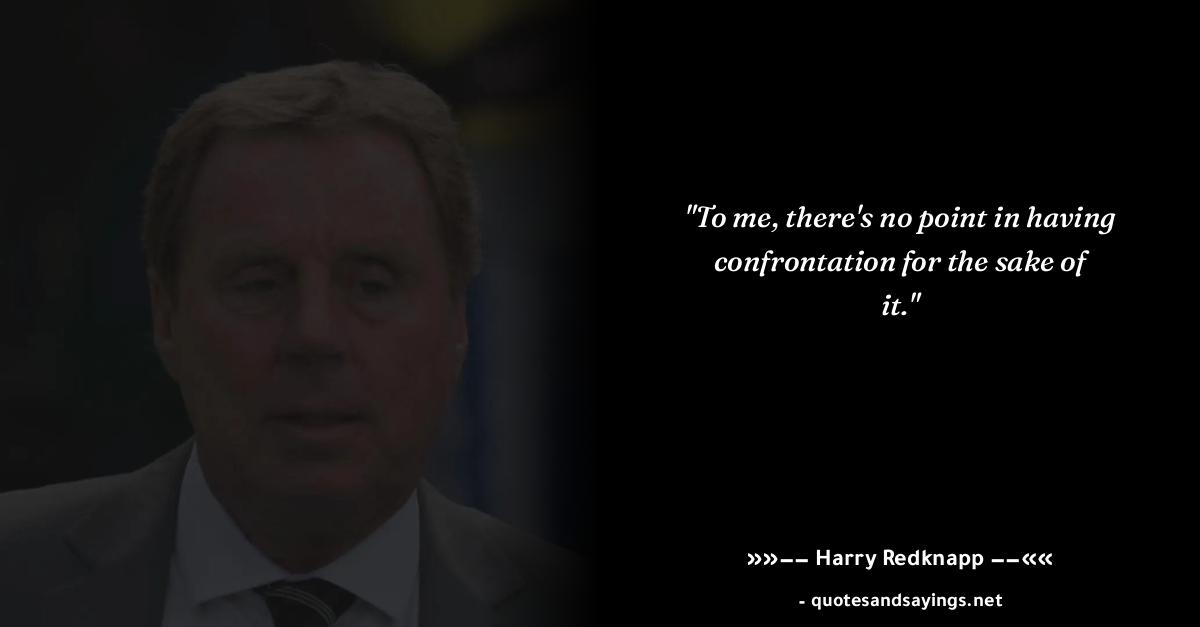 "To me, there's no point in having
confrontation for the sake of
it."
»»−− Harry Redknapp −−««
- quotesandsayings.net